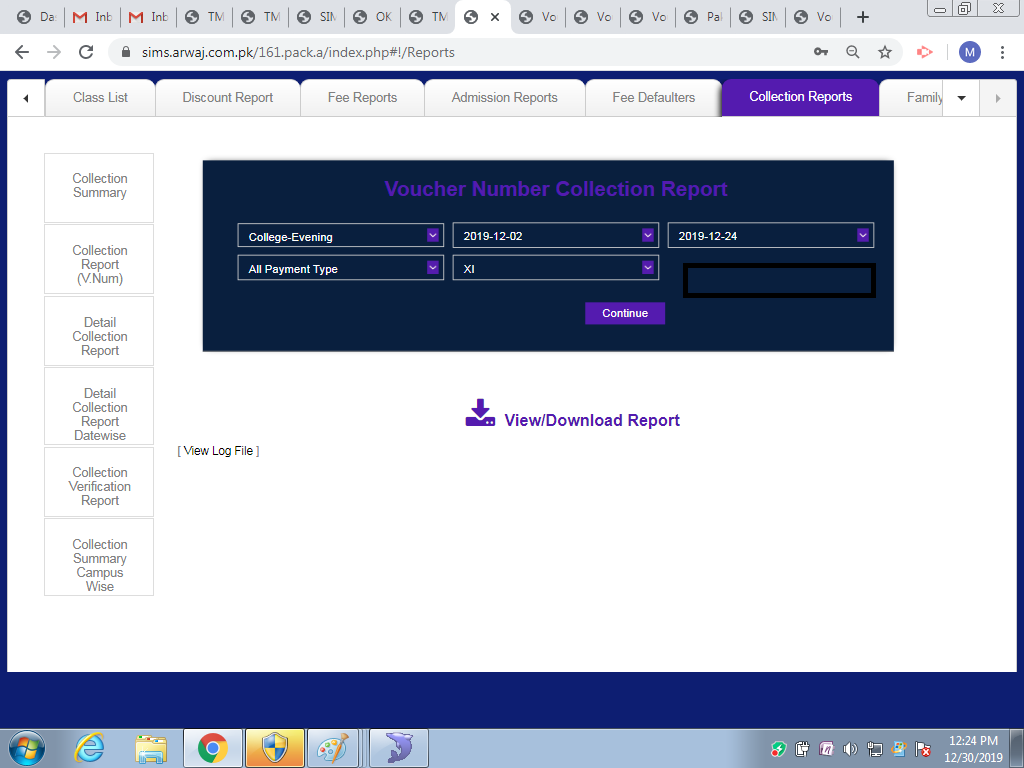 Da
Inb
Inb
TM
TM
SIM
OK
TM
Vo
Vo
Vo
Pal
SIM
Vo
sims.arwaj.com.pk/161.pack.a/index.php#!/Reports
M
Class List
Discount Report
Fee Reports
Admission Reports
Fee Defaulters
Collection Reports
Family
Collection
Summary
Collection
Report
(V.Num)
Detail
Collection
Report
Detail
Collection
Report
Datewise
Collection
Verification
Report
Collection
Summary
Campus
Wise
Voucher Number Collection Report
College-Evening
2019-12-02
2019-12-24
All Payment Type
XI
Continue
View/Download Report
[ View Log File ]
12:24 PM
12/30/2019